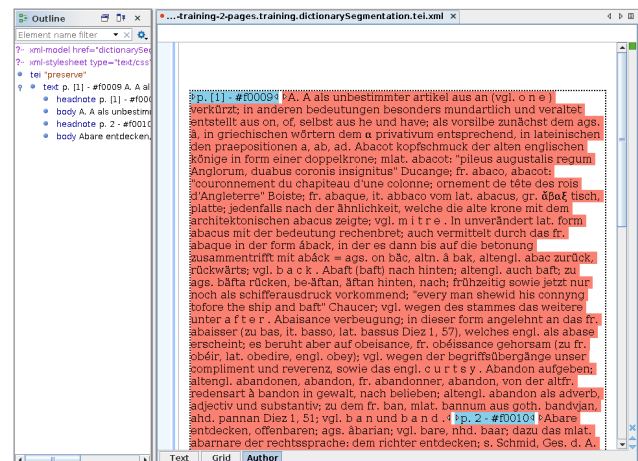 Outline
•...-training-2-pages.training.dictionarySegmentation.tei.xml
Element name filter
xml-model href="dictionarySe
xml-stylesheet type="text/css"
tei "preserve"
text p. [1] - #f0009 A. A al
headnote p. [1] - #f000
body A. A als unbestimm
headnote p. 2 - #f0010
body Abare entdecken,
p. [1] - #f0009 A. A als unbestimmter artikel aus an (vgl. o n e )
verkürzt; in anderen bedeutungen besonders mundartlich und veraltet
entstellt aus on, of, selbst aus he und have; als vorsilbe zunächst dem ags.
â, in griechischen wörtern dem α privativum entsprechend, in lateinischen
den praepositionen a, ab, ad. Abacot kopfschmuck der alten englischen
könige in form einer doppelkrone; mlat. abacot: "pileus augustalis regum
Anglorum, duabus coronis insignitus" Ducange; fr. abaco, abacot:
"couronnement du chapiteau d'une colonne; ornement de tête des rois
d'Angleterre" Boiste; fr. abaque, it. abbaco vom lat. abacus, gr. ἄβαξ tisch,
platte; jedenfalls nach der ähnlichkeit, welche die alte krone mit dem
architektonischen abacus zeigte; vgl. m i t r e . In unverändert lat. form
abacus mit der bedeutung rechenbret; auch vermittelt durch das fr.
abaque in der form áback, in der es dann bis auf die betonung
zusammentrifft mit abáck = ags. on bäc, altn. â bak, altengl. abac zurück,
rückwärts; vgl. b a c k . Abaft (baft) nach hinten; altengl. auch baft; zu
ags. bäfta rücken, be-äftan, äftan hinten, nach; frühzeitig sowie jetzt nur
noch als schifferausdruck vorkommend; "every man shewid his connyng
tofore the ship and baft" Chaucer; vgl. wegen des stammes das weitere
unter a f t e r . Abaisance verbeugung; in dieser form angelehnt an das fr.
abaisser (zu bas, it. basso, lat. bassus Diez 1, 57), welches engl. als abase
erscheint; es beruht aber auf obeisance, fr. obéissance gehorsam (zu fr.
obéir, lat. obedire, engl. obey); vgl. wegen der begriffsübergänge unser
compliment und reverenz, sowie das engl. c u r t s y . Abandon aufgeben;
altengl. abandonen, abandon, fr. abandonner, abandon, von der altfr.
redensart à bandon in gewalt, nach belieben; altengl. abandon als adverb,
adjectiv und substantiv; zu dem fr. ban, mlat. bannum aus goth. bandvjan,
ahd. pannan Diez 1, 51; vgl. b a n und b a n d . p. 2 - #f0010 Abare
entdecken, offenbaren; ags. âbarian; vgl. bare, nhd. baar; dazu das mlat.
abarnare der rechtssprache: dem richter entdecken; s. Schmid, Ges. d. A.
Text Grid Author